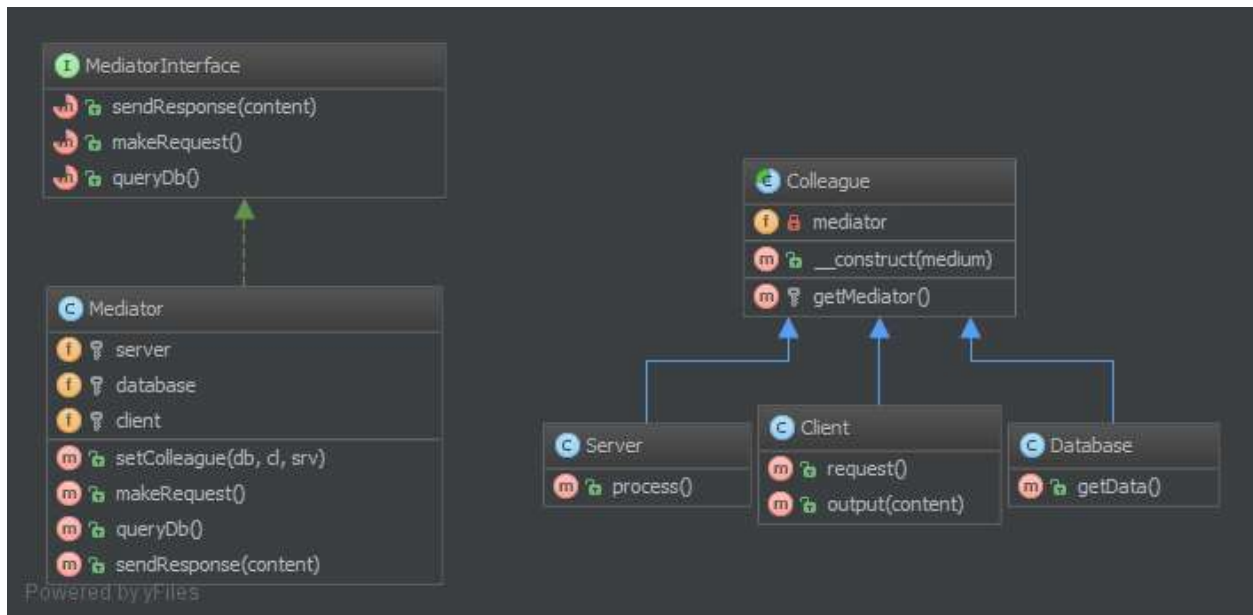 MediatorInterface
sendResponse(content)
makeRequest()
queryDb()
Mediator
server
database
client
setColleague(db, cl, srv)
makeRequest()
queryDb()
sendResponse(content)
Colleague
mediator
__construct(medium)
getMediator()
Server
process()
Client
request()
output(content)
Database
getData()
Powered by yFiles